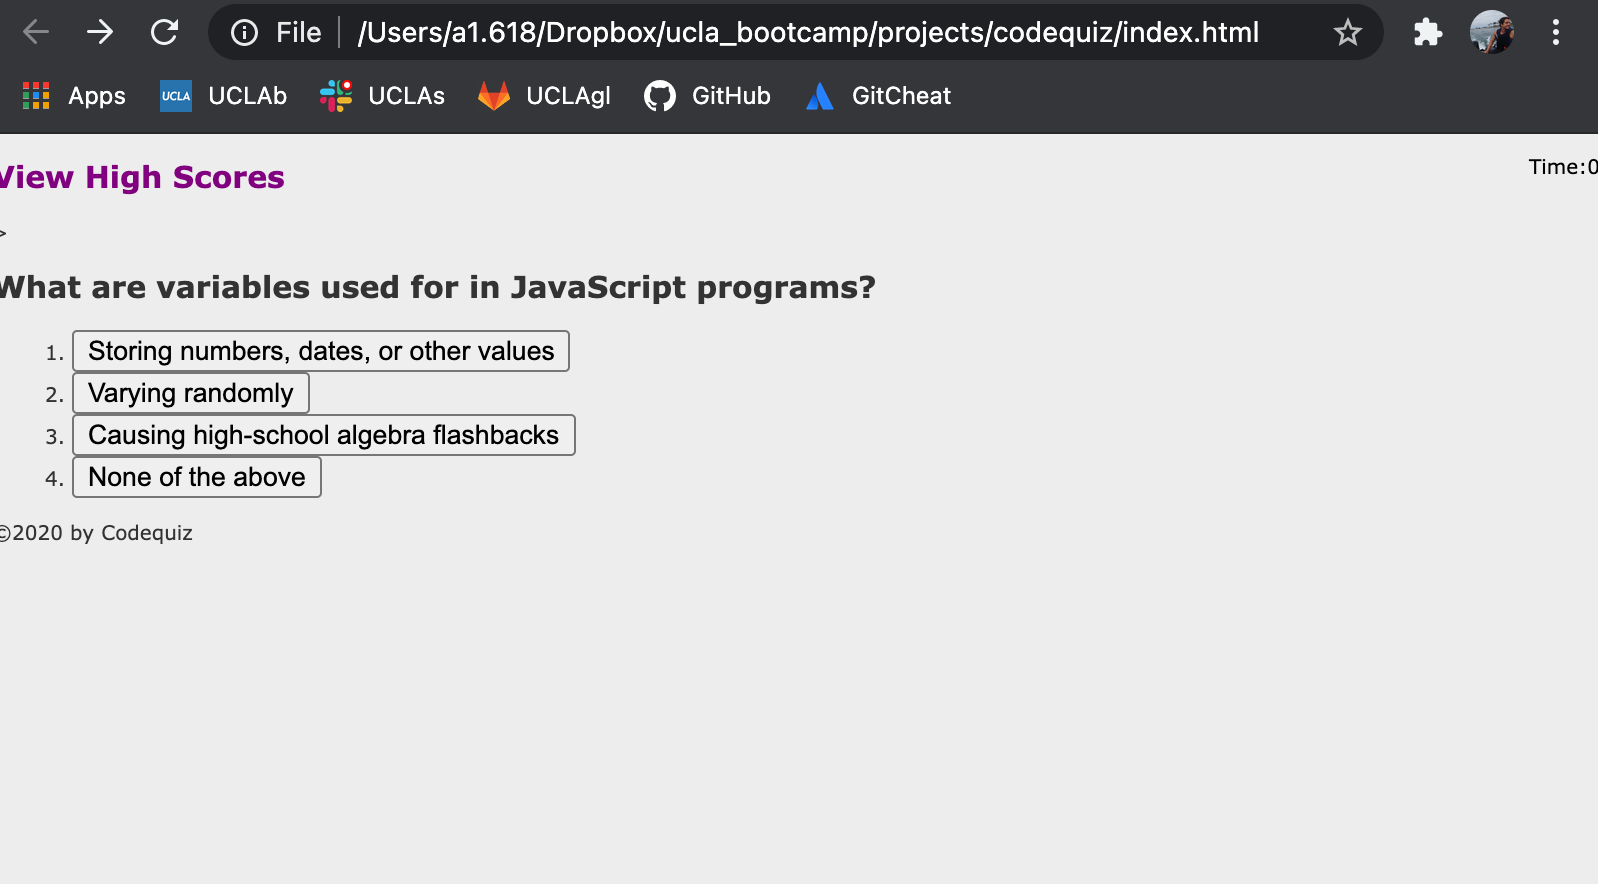 File | /Users/a1.618/Dropbox/ucla_bootcamp/projects/codequiz/index.html
Apps UCLA UCLAb UCLAs UCLAgl GitHub GitCheat
View High Scores Time:0
>
What are variables used for in JavaScript programs?
1. Storing numbers, dates, or other values
2. Varying randomly
3. Causing high-school algebra flashbacks
4. None of the above
©2020 by Codequiz